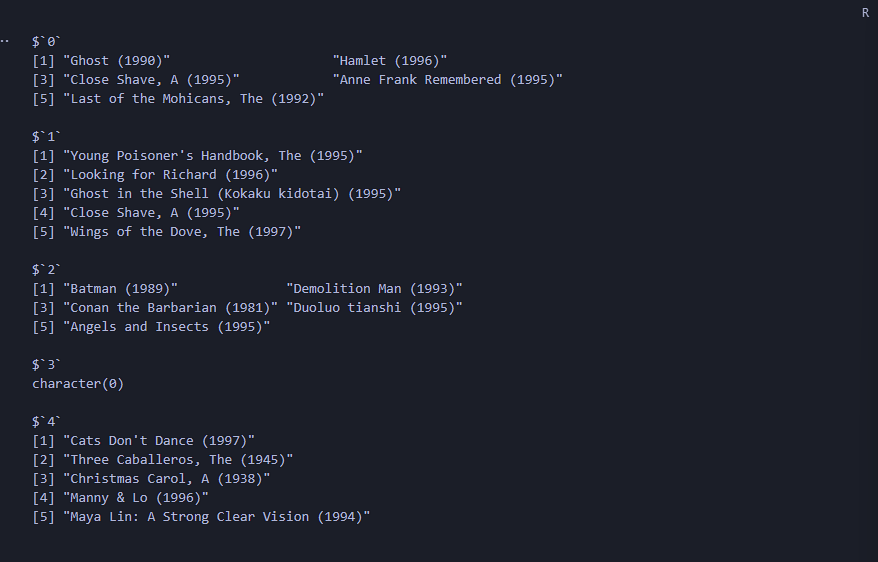 R
$`0`
[1] "Ghost (1990)"                     "Hamlet (1996)"
[3] "Close Shave, A (1995)"            "Anne Frank Remembered (1995)"
[5] "Last of the Mohicans, The (1992)"
$`1`
[1] "Young Poisoner's Handbook, The (1995)"
[2] "Looking for Richard (1996)"
[3] "Ghost in the Shell (Kokaku kidotai) (1995)"
[4] "Close Shave, A (1995)"
[5] "Wings of the Dove, The (1997)"
$`2`
[1] "Batman (1989)"              "Demolition Man (1993)"
[3] "Conan the Barbarian (1981)" "Duoluo tianshi (1995)"
[5] "Angels and Insects (1995)"
$`3`
character(0)
$`4`
[1] "Cats Don't Dance (1997)"
[2] "Three Caballeros, The (1945)"
[3] "Christmas Carol, A (1938)"
[4] "Manny & Lo (1996)"
[5] "Maya Lin: A Strong Clear Vision (1994)"